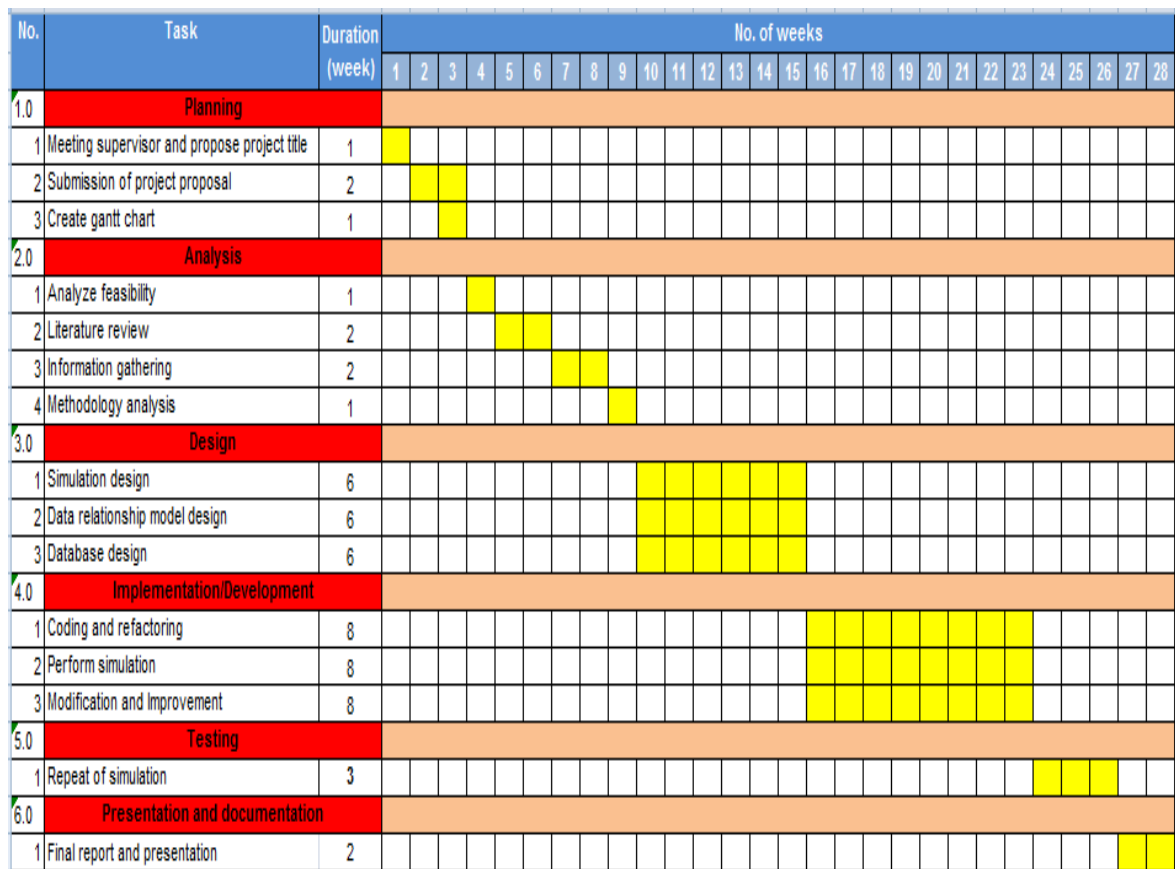 No. Task Duration (week) No. of weeks
1 2 3 4 5 6 7 8 9 10 11 12 13 14 15 16 17 18 19 20 21 22 23 24 25 26 27 28
1.0 Planning
1 Meeting supervisor and propose project title 1
2 Submission of project proposal 2
3 Create gantt chart 1
2.0 Analysis
1 Analyze feasibility 1
2 Literature review 2
3 Information gathering 2
4 Methodology analysis 1
3.0 Design
1 Simulation design 6
2 Data relationship model design 6
3 Database design 6
4.0 Implementation/Development
1 Coding and refactoring 8
2 Perform simulation 8
3 Modification and Improvement 8
5.0 Testing
1 Repeat of simulation 3
6.0 Presentation and documentation
1 Final report and presentation 2